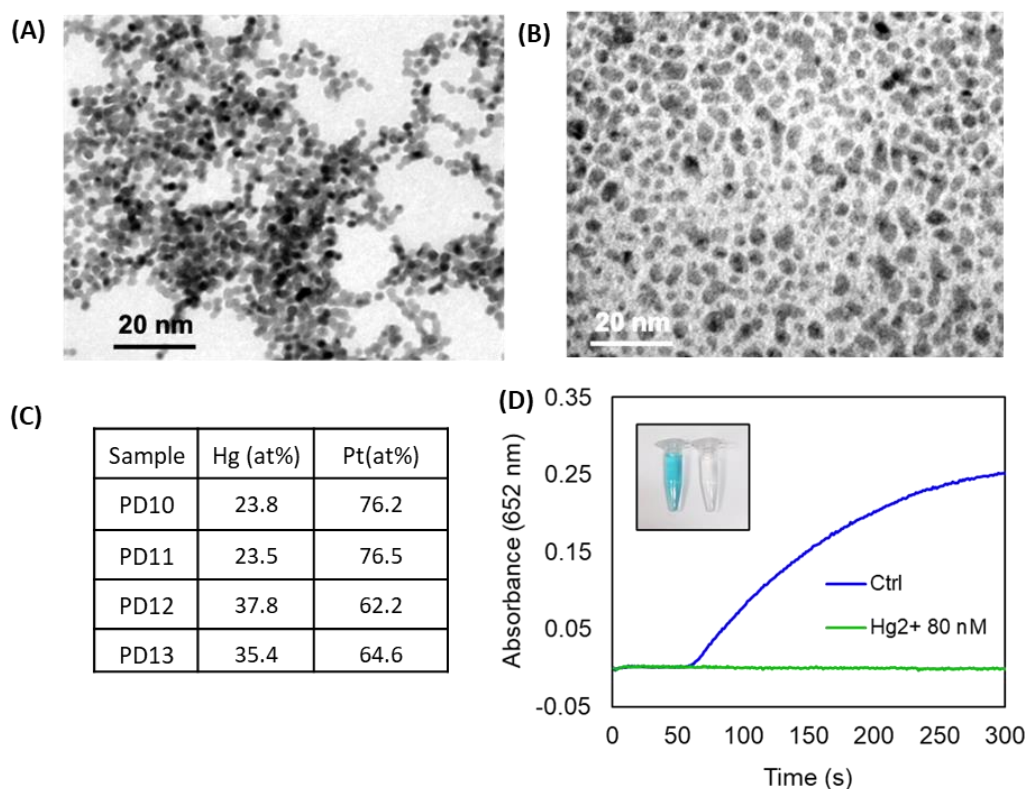 (A)
20 nm
(B)
20 nm
(C)
Sample Hg (at%) Pt(at%)
PD10 23.8 76.2
PD11 23.5 76.5
PD12 37.8 62.2
PD13 35.4 64.6
(D)
Absorbance (652 nm)
0.35
0.25
0.15
0.05
-0.05
Ctrl
Hg2+ 80 nM
0 50 100 150 200 250 300
Time (s)